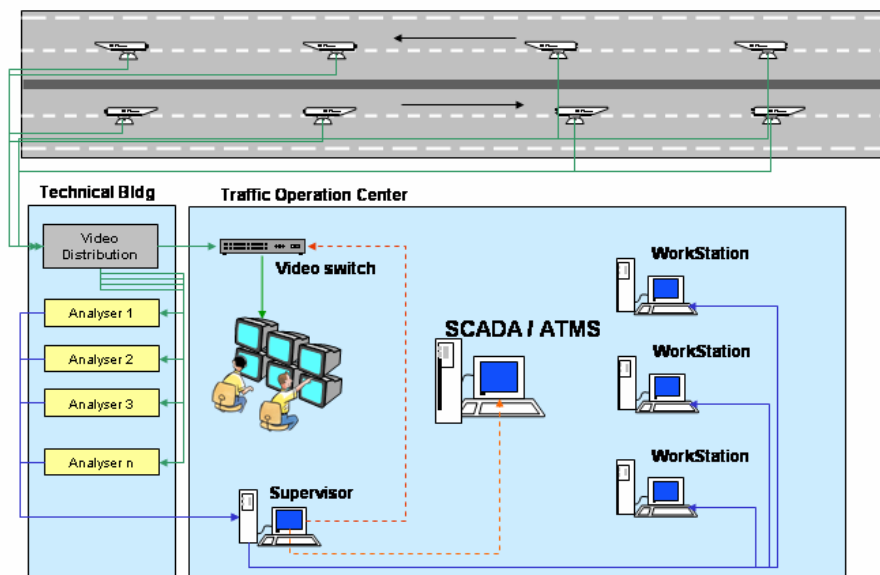 Technical Bldg
Traffic Operation Center
Video
Distribution
Video switch
WorkStation
Analyser 1
SCADA / ATMS
Analyser 2
WorkStation
Analyser 3
Analyser n
WorkStation
Supervisor